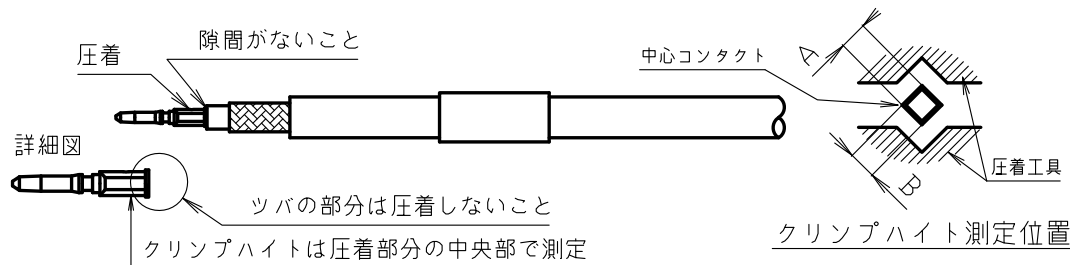 隙間がないこと
圧着
中心コンタクト
A
詳細図
圧着工具
B
ツバの部分は圧着しないこと
クリンプハイト測定位置
クリンプハイトは圧着部分の中央部で測定